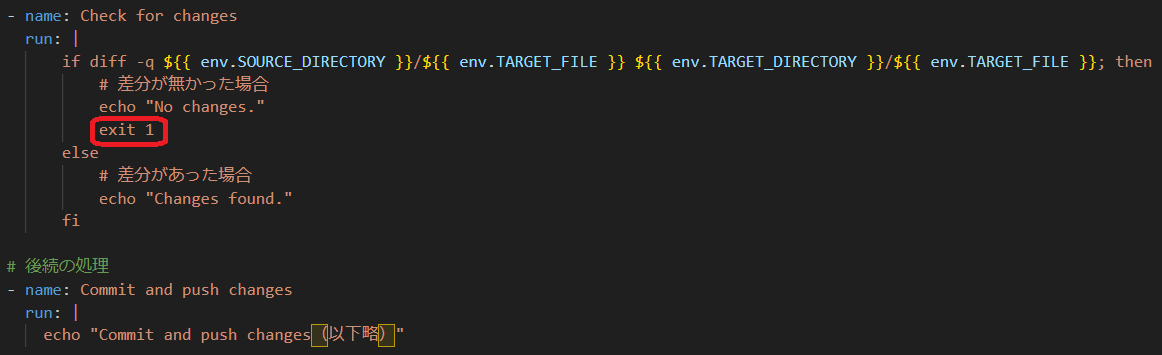 - name: Check for changes
run: |
if diff -q ${{ env.SOURCE_DIRECTORY }}/${{ env.TARGET_FILE }} ${{ env.TARGET_DIRECTORY }}/${{ env.TARGET_FILE }}; then
# 差分が無かった場合
echo "No changes."
exit 1
else
# 差分があった場合
echo "Changes found."
fi
# 後続の処理
- name: Commit and push changes
run: |
echo "Commit and push changes（以下略）"